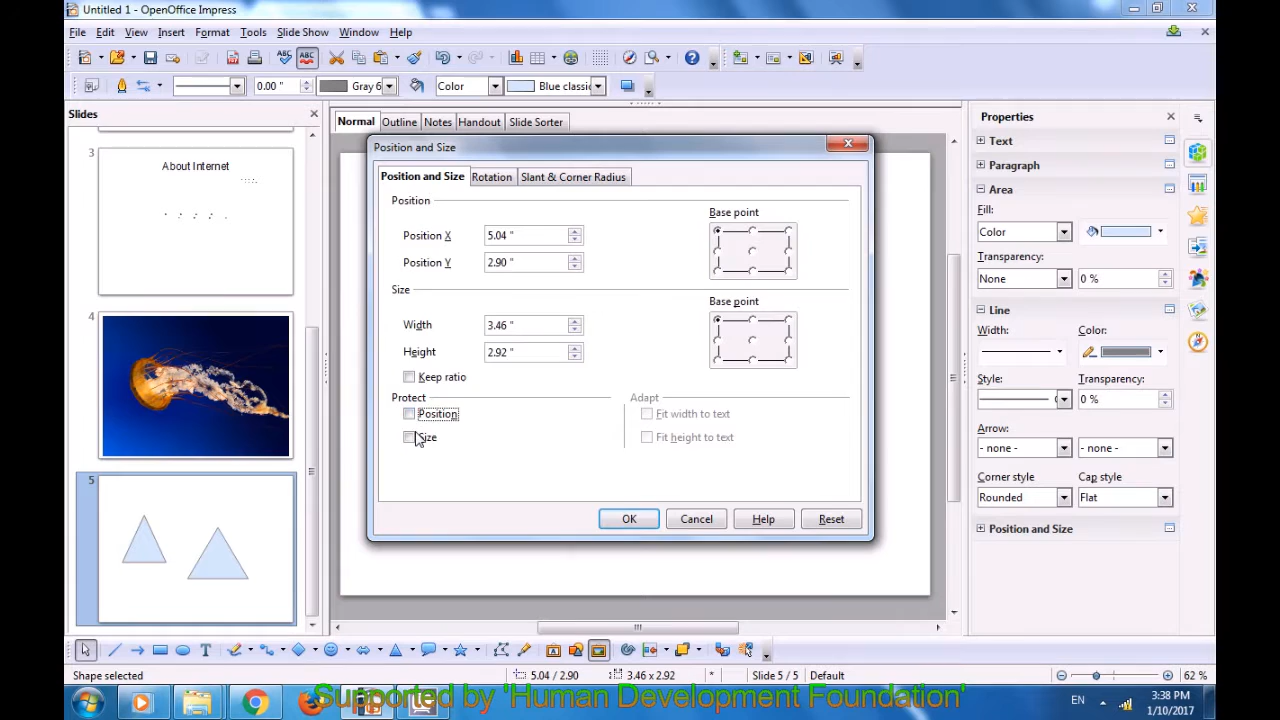 Untitled 1 - OpenOffice Impress
File Edit View Insert Format Tools Slide Show Window Help
0.00 " Gray 6 Color Blue classic
Slides
Normal Outline Notes Handout Slide Sorter
3
About Internet
4
5
Position and Size
Position and Size Rotation Slant & Corner Radius
Position
Base point
Position X 5.04 "
Position Y 2.90 "
Size
Base point
Width 3.46 "
Height 2.92 "
Keep ratio
Protect
Adapt
Position
Fit width to text
Size
Fit height to text
OK Cancel Help Reset
Properties
Text
Paragraph
Area
Fill:
Color
Transparency:
None 0 %
Line
Width: Color:
Style: Transparency:
0 %
Arrow:
- none - - none -
Corner style Cap style
Rounded Flat
Position and Size
Shape selected 5.04 / 2.90 3.46 x 2.92 * Slide 5 / 5 Default 62 %
Supported by 'Human Development Foundation'
EN
3:38 PM
1/10/2017